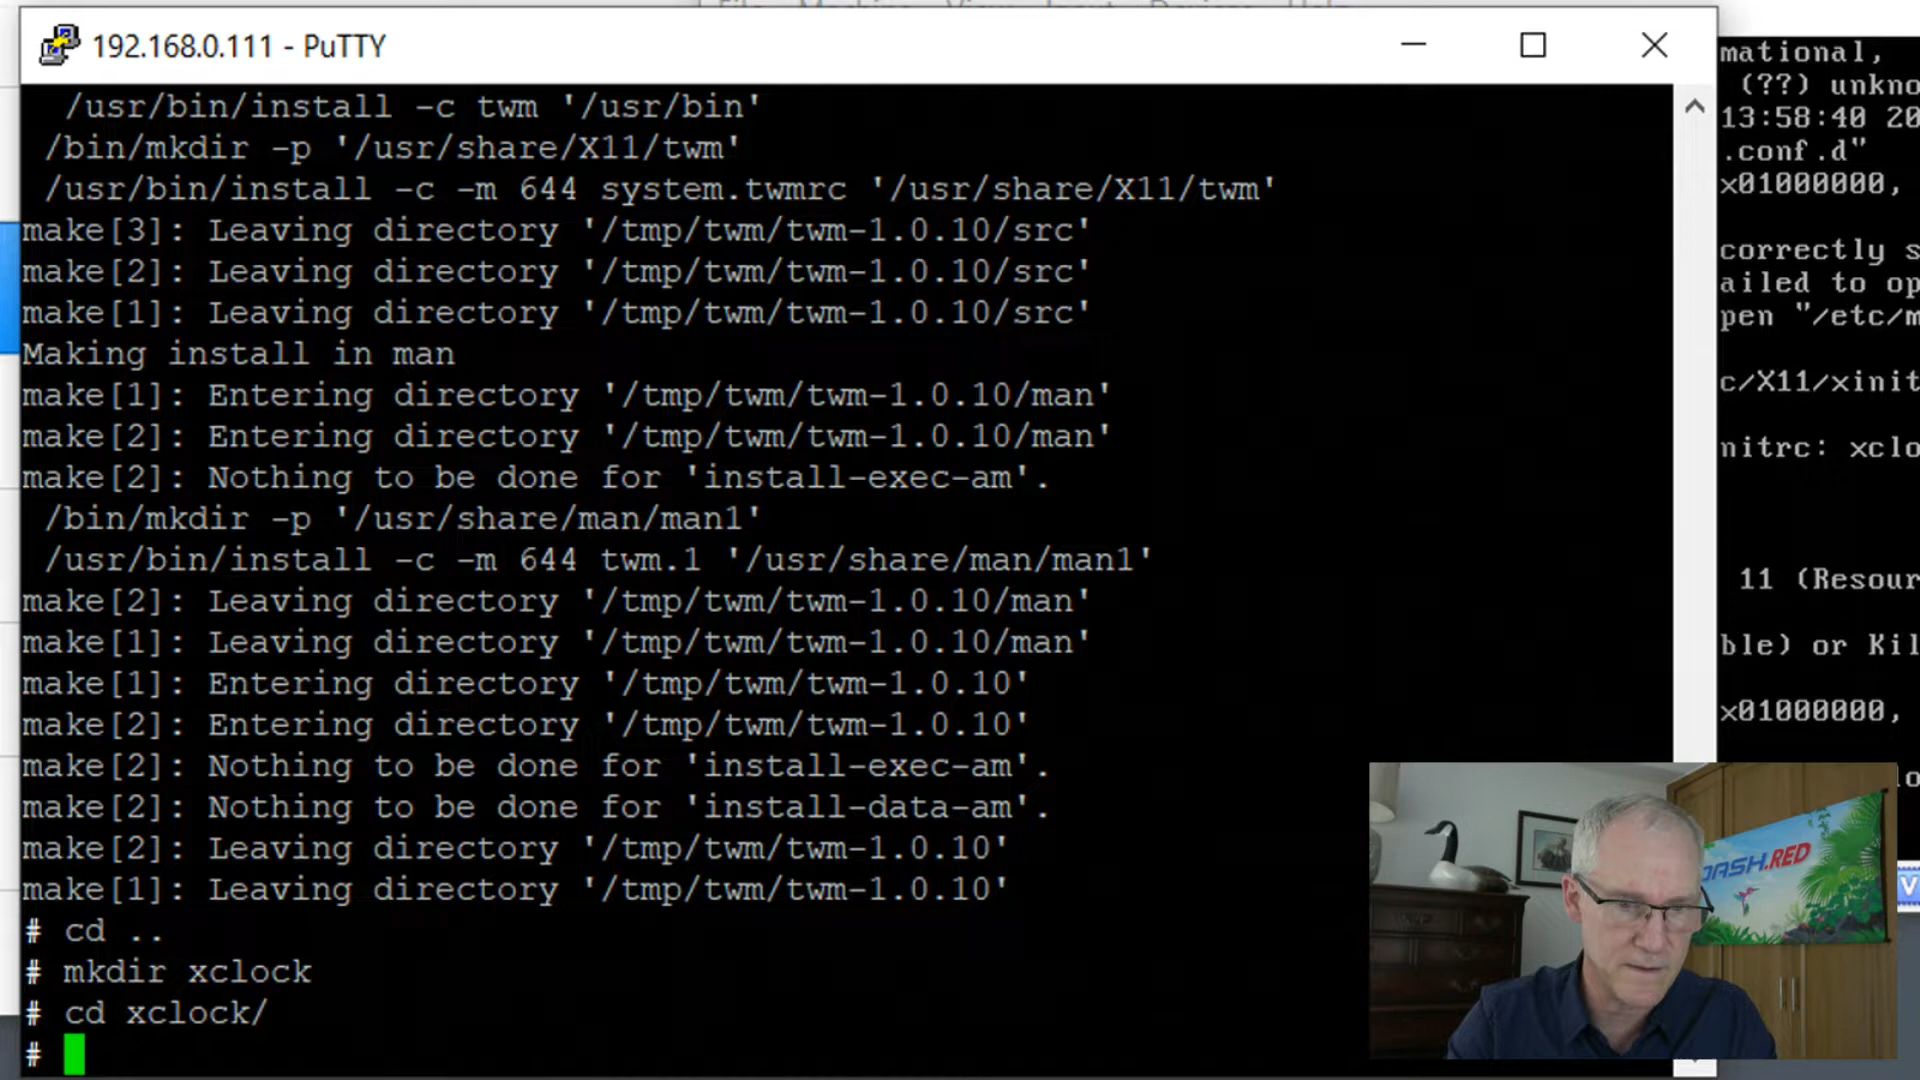 File Machine View Input Devices Help
192.168.0.111 - PuTTY
/usr/bin/install -c twm '/usr/bin'
/bin/mkdir -p '/usr/share/X11/twm'
/usr/bin/install -c -m 644 system.twmrc '/usr/share/X11/twm'
make[3]: Leaving directory '/tmp/twm/twm-1.0.10/src'
make[2]: Leaving directory '/tmp/twm/twm-1.0.10/src'
make[1]: Leaving directory '/tmp/twm/twm-1.0.10/src'
Making install in man
make[1]: Entering directory '/tmp/twm/twm-1.0.10/man'
make[2]: Entering directory '/tmp/twm/twm-1.0.10/man'
make[2]: Nothing to be done for 'install-exec-am'.
/bin/mkdir -p '/usr/share/man/man1'
/usr/bin/install -c -m 644 twm.1 '/usr/share/man/man1'
make[2]: Leaving directory '/tmp/twm/twm-1.0.10/man'
make[1]: Leaving directory '/tmp/twm/twm-1.0.10/man'
make[1]: Entering directory '/tmp/twm/twm-1.0.10'
make[2]: Entering directory '/tmp/twm/twm-1.0.10'
make[2]: Nothing to be done for 'install-exec-am'.
make[2]: Nothing to be done for 'install-data-am'.
make[2]: Leaving directory '/tmp/twm/twm-1.0.10'
make[1]: Leaving directory '/tmp/twm/twm-1.0.10'
# cd ..
# mkdir xclock
# cd xclock/
#
mational,
(??) unkno
13:58:40 20
.conf.d"
x01000000,
correctly s
ailed to op
pen "/etc/m
c/X11/xinit
nitrc: xclo
11 (Resour
ble) or Kil
x01000000,
lo
DASH.RED
V